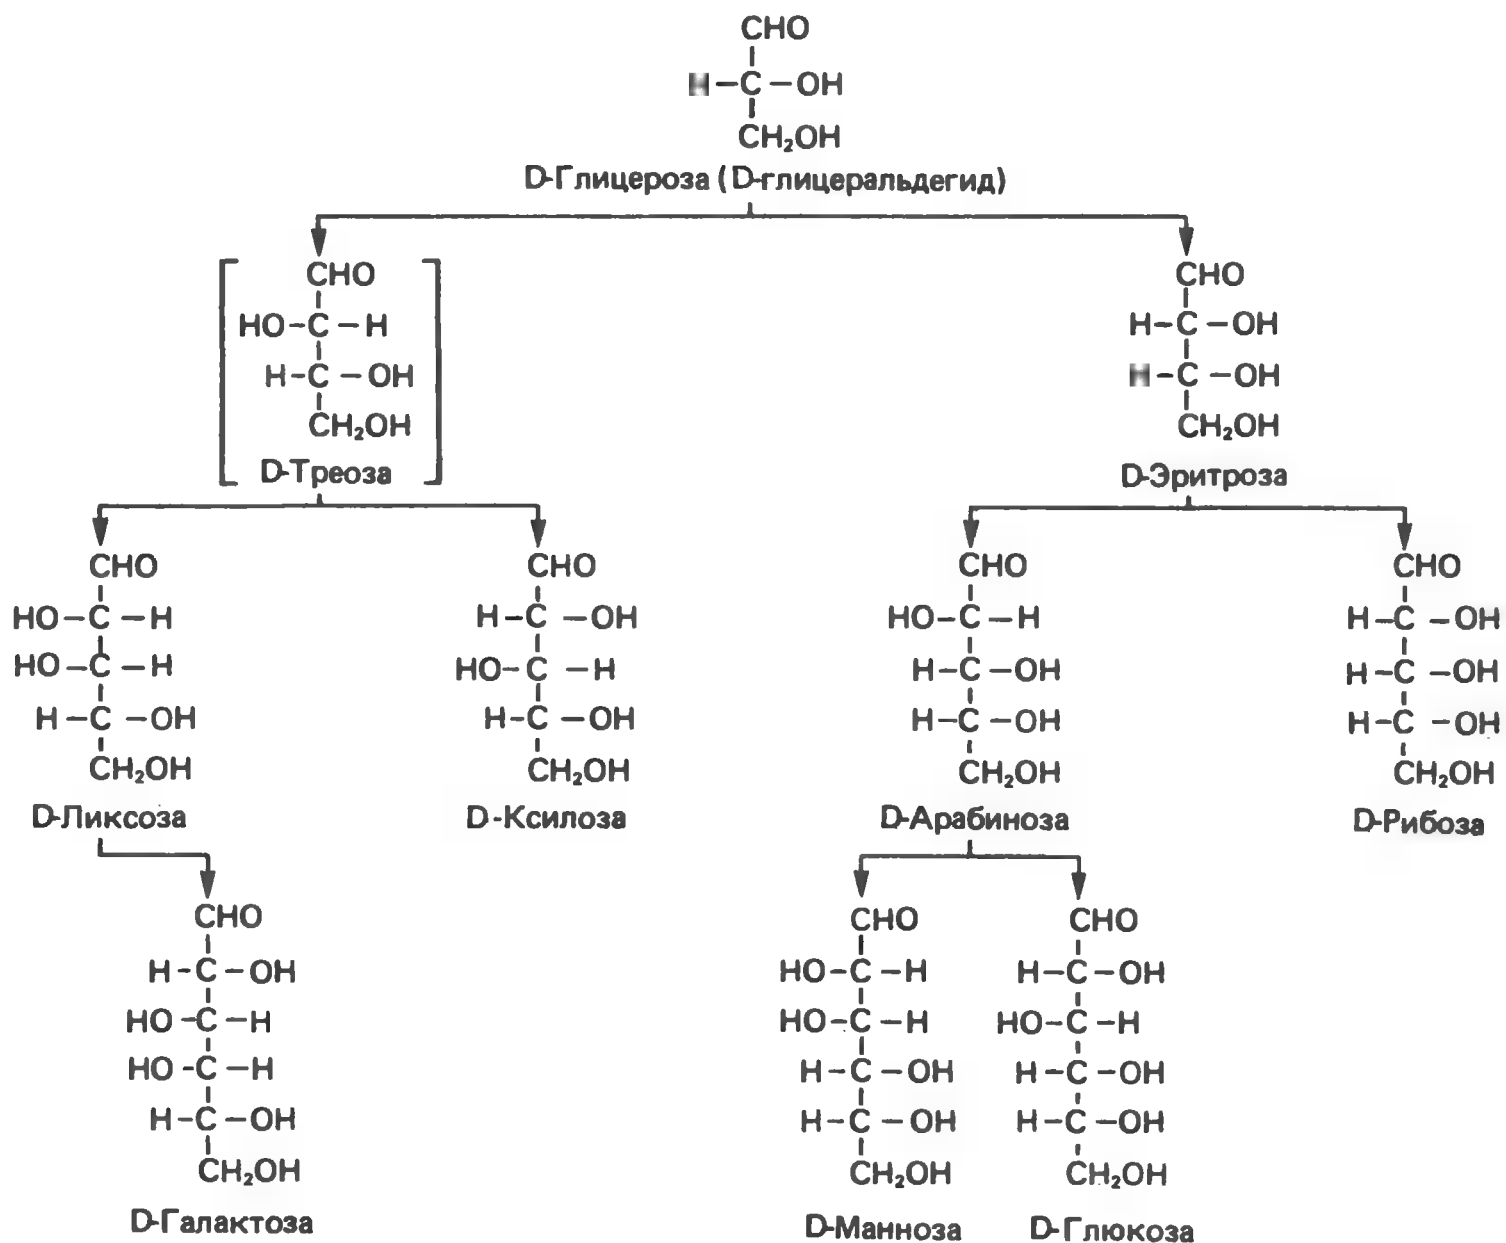 CHO
H–C–OH
CH₂OH
D-Глицероза (D-глицеральдегид)
CHO
HO–C–H
H–C–OH
CH₂OH
D-Треоза
CHO
H–C–OH
H–C–OH
CH₂OH
D-Эритроза
CHO
HO–C–H
HO–C–H
H–C–OH
CH₂OH
D-Ликсоза
CHO
H–C–OH
HO–C–H
H–C–OH
CH₂OH
D-Ксилоза
CHO
HO–C–H
H–C–OH
H–C–OH
CH₂OH
D-Арабиноза
CHO
H–C–OH
H–C–OH
H–C–OH
CH₂OH
D-Рибоза
CHO
H–C–OH
HO–C–H
HO–C–H
H–C–OH
CH₂OH
D-Галактоза
CHO
HO–C–H
HO–C–H
H–C–OH
H–C–OH
CH₂OH
D-Манноза
CHO
H–C–OH
HO–C–H
H–C–OH
H–C–OH
CH₂OH
D-Глюкоза